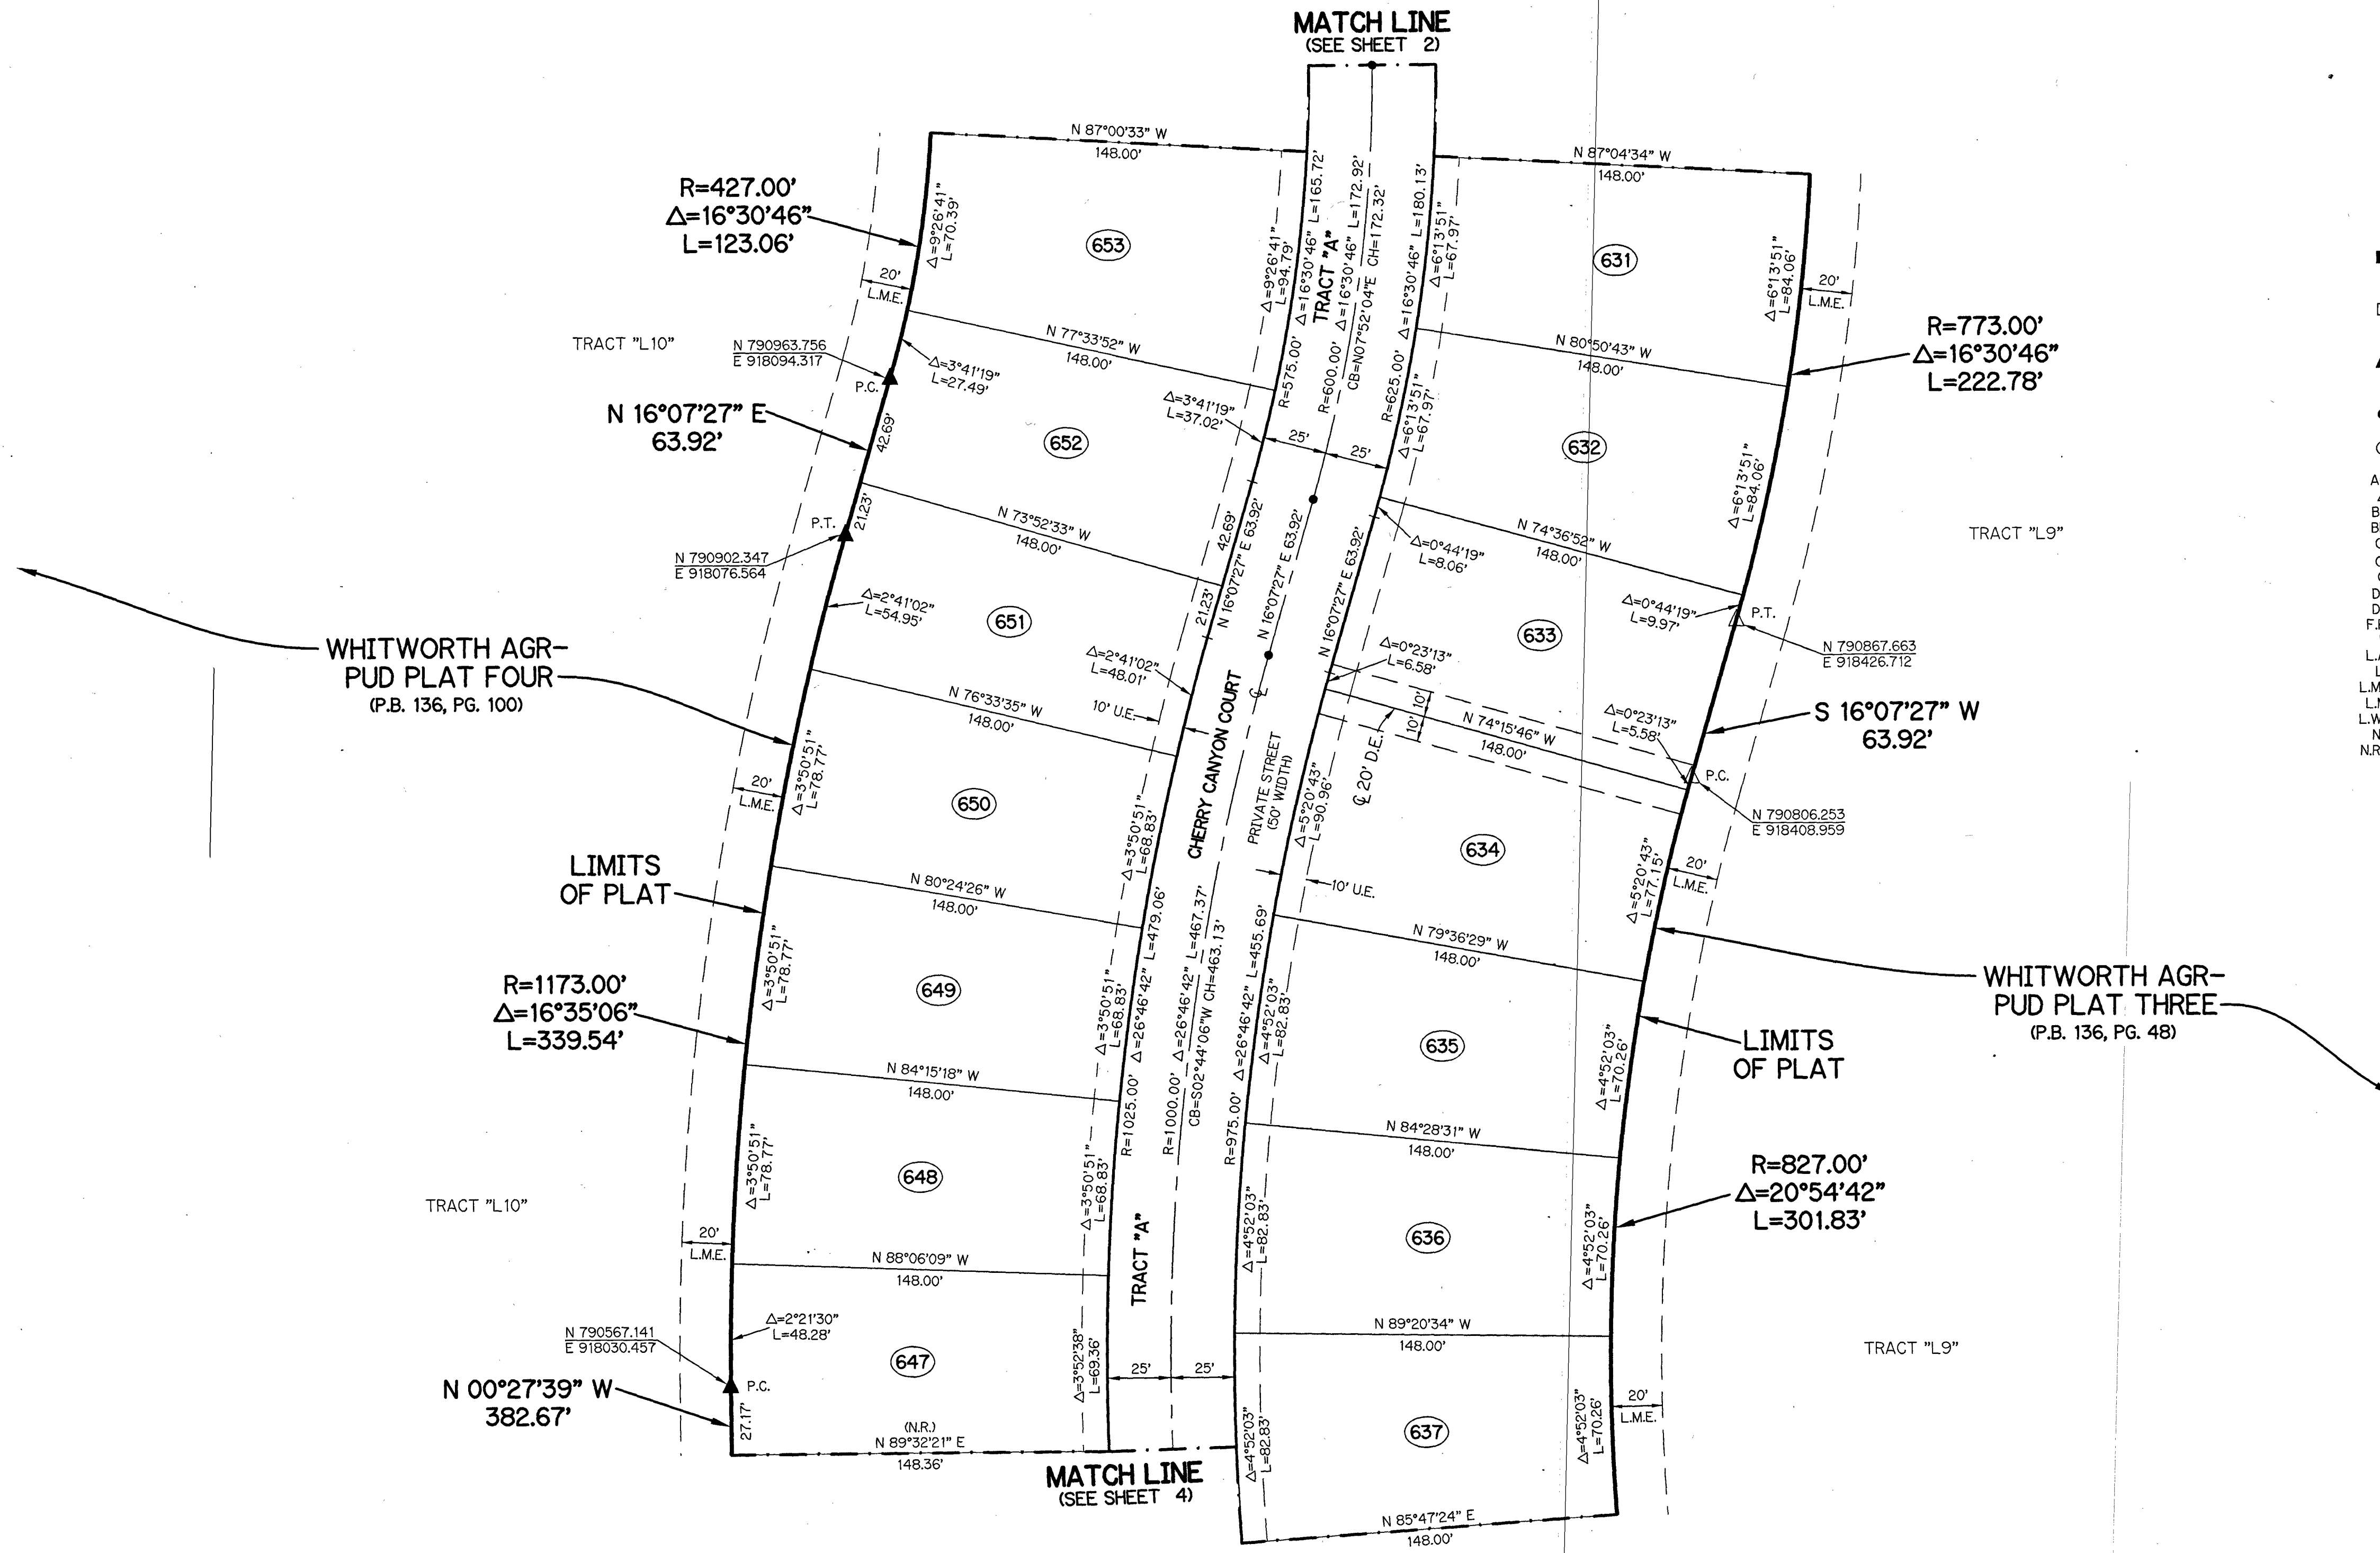 MATCH LINE
(SEE SHEET 2)
N 87°00'33" W
148.00'
N 87°04'34" W
148.00'
R=427.00'
Δ=16°30'46"
L=123.06'
Δ=9°26'41"
L=70.39'
653
Δ=9°26'41"
L=94.79'
R=575.00' Δ=16°30'46" L=165.72'
TRACT "A"
R=600.00' Δ=16°30'46" L=172.92'
CB=N07°52'04"E CH=172.32'
R=625.00' Δ=16°30'46" L=180.13'
Δ=6°13'51"
L=67.97'
631
Δ=6°13'51"
L=84.06'
20'
L.M.E.
20'
L.M.E.
R=773.00'
Δ=16°30'46"
L=222.78'
TRACT "L10"
N 790963.756
E 918094.317
P.C.
Δ=3°41'19"
L=27.49'
N 77°33'52" W
148.00'
N 80°50'43" W
148.00'
N 16°07'27" E
63.92'
42.69'
652
Δ=3°41'19"
L=37.02'
25'
25'
Δ=6°13'51"
L=67.97'
632
Δ=6°13'51"
L=84.06'
P.T.
21.23'
N 790902.347
E 918076.564
N 73°52'33" W
148.00'
42.69'
N 16°07'27" E 63.92'
N 16°07'27" E 63.92'
N 16°07'27" E 63.92'
Δ=0°44'19"
L=8.06'
N 74°36'52" W
148.00'
TRACT "L9"
Δ=2°41'02"
L=54.95'
651
21.23'
Δ=0°44'19"
L=9.97'
P.T.
N 790867.663
E 918426.712
633
WHITWORTH AGR-
PUD PLAT FOUR
(P.B. 136, PG. 100)
Δ=2°41'02"
L=48.01'
10' U.E.
Δ=0°23'13"
L=6.58'
10'
10'
N 74°15'46" W
148.00'
℄ 20' D.E.
Δ=0°23'13"
L=5.58'
P.C.
S 16°07'27" W
63.92'
N 76°33'35" W
148.00'
CHERRY CANYON COURT
℄
PRIVATE STREET
(50' WIDTH)
N 790806.253
E 918408.959
20'
L.M.E.
Δ=3°50'51"
L=78.77'
650
Δ=3°50'51"
L=68.83'
Δ=5°20'43"
L=90.96'
634
Δ=5°20'43"
L=77.15'
20'
L.M.E.
10' U.E.
LIMITS
OF PLAT
N 80°24'26" W
148.00'
N 79°36'29" W
148.00'
R=1173.00'
Δ=16°35'06"
L=339.54'
Δ=3°50'51"
L=78.77'
649
Δ=3°50'51"
L=68.83'
R=1025.00' Δ=26°46'42" L=479.06'
R=1000.00' Δ=26°46'42" L=467.37'
CB=S02°44'06"W CH=463.13'
R=975.00' Δ=26°46'42" L=455.69'
Δ=4°52'03"
L=82.83'
635
Δ=4°52'03"
L=70.26'
WHITWORTH AGR-
PUD PLAT THREE
(P.B. 136, PG. 48)
LIMITS
OF PLAT
N 84°15'18" W
148.00'
N 84°28'31" W
148.00'
Δ=3°50'51"
L=78.77'
648
Δ=3°50'51"
L=68.83'
TRACT "A"
Δ=4°52'03"
L=82.83'
636
Δ=4°52'03"
L=70.26'
R=827.00'
Δ=20°54'42"
L=301.83'
TRACT "L10"
20'
L.M.E.
N 88°06'09" W
148.00'
N 89°20'34" W
148.00'
N 790567.141
E 918030.457
Δ=2°21'30"
L=48.28'
647
P.C.
Δ=3°52'38"
L=69.36'
25'
25'
TRACT "L9"
N 00°27'39" W
382.67'
27.17'
(N.R.)
N 89°32'21" E
148.36'
Δ=4°52'03"
L=82.83'
637
Δ=4°52'03"
L=70.26'
20'
L.M.E.
MATCH LINE
(SEE SHEET 4)
N 85°47'24" E
148.00'